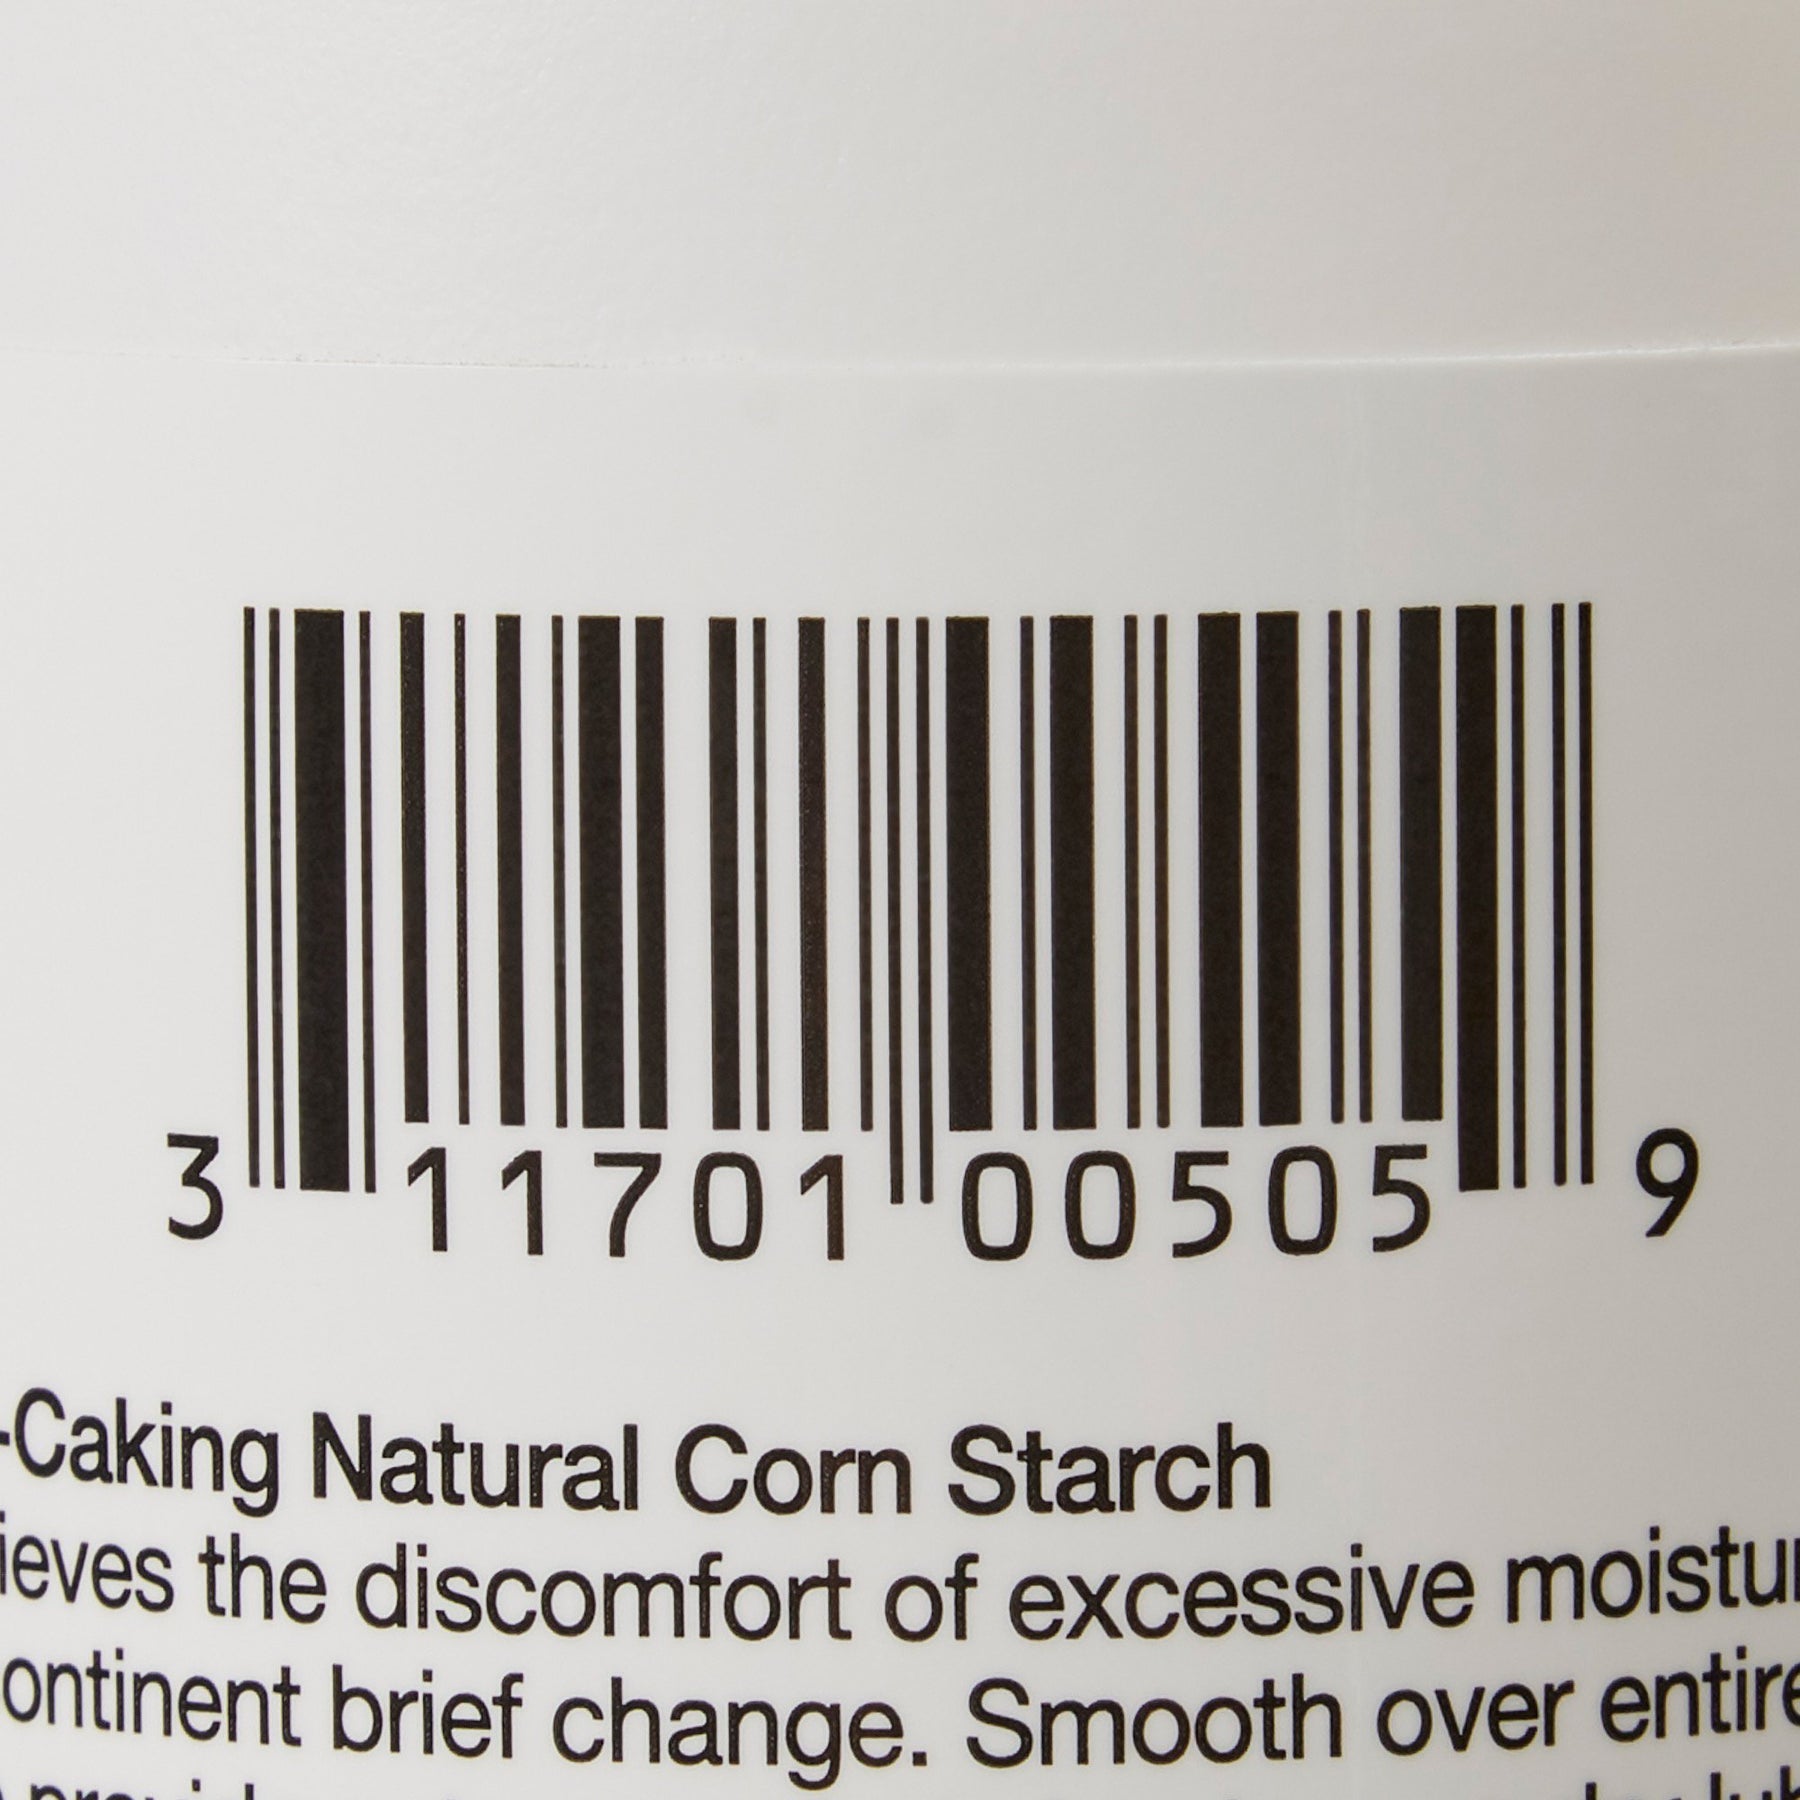 3 11701 00505 9
-Caking Natural Corn Starch
ieves the discomfort of excessive moistur
ontinent brief change. Smooth over entire